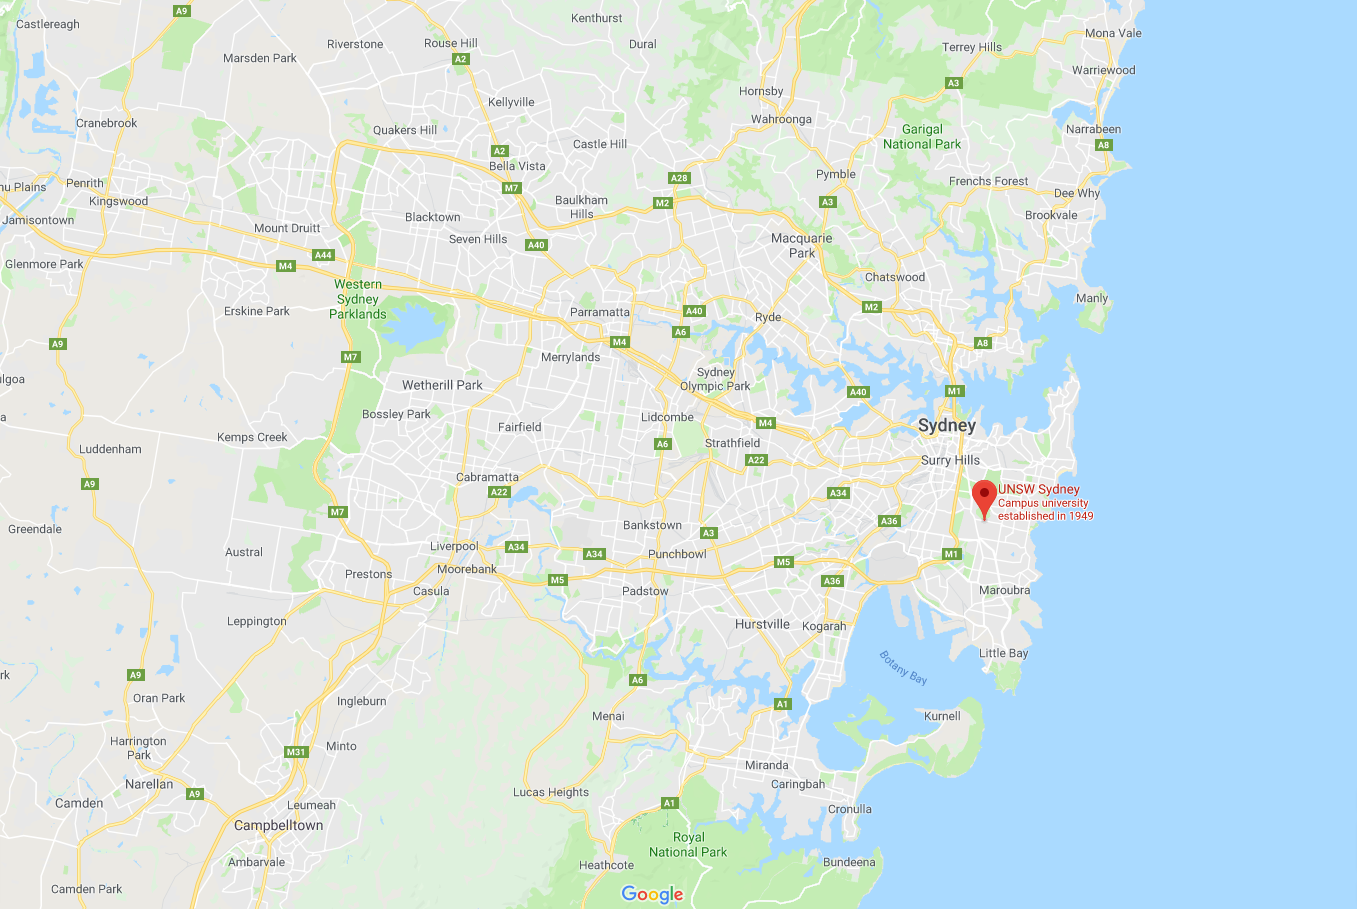 Castlereagh
A9
Kenthurst
Riverstone
Rouse Hill
Dural
Terrey Hills
Mona Vale
Marsden Park
A2
A3
Warriewood
Kellyville
Hornsby
Cranebrook
Quakers Hill
Wahroonga
Garigal
National Park
Narrabeen
A8
Castle Hill
A2
Bella Vista
M7
Penrith
Kingswood
nu Plains
Jamisontown
A28
M2
Pymble
A3
Frenchs Forest
Dee Why
Brookvale
Baulkham
Hills
Blacktown
Mount Druitt
Seven Hills
A40
Macquarie
Park
A44
M4
Glenmore Park
Chatswood
Western
Sydney
Parklands
Manly
Erskine Park
Parramatta
A40
A6
Ryde
M2
A8
M4
A9
M7
Merrylands
Sydney
Olympic Park
ulgoa
Wetherill Park
A40
M1
Bossley Park
Lidcombe
M4
a
Fairfield
Sydney
Kemps Creek
A6
Strathfield
Luddenham
A22
Surry Hills
Cabramatta
A22
A9
A34
UNSW Sydney
Campus university
established in 1949
M7
A36
Greendale
Bankstown
A3
Austral
Liverpool
A34
A34
Punchbowl
M5
M1
Moorebank
Prestons
M5
A36
Casula
Padstow
Maroubra
Leppington
Hurstville
Kogarah
Little Bay
Botany Bay
rk
A9
A6
Oran Park
Ingleburn
A1
Menai
Kurnell
Harrington
Park
Minto
M31
Miranda
Narellan
A9
Lucas Heights
Caringbah
Camden
Leumeah
A1
Cronulla
Campbelltown
Royal
National Park
Ambarvale
Heathcote
Bundeena
Camden Park
Google